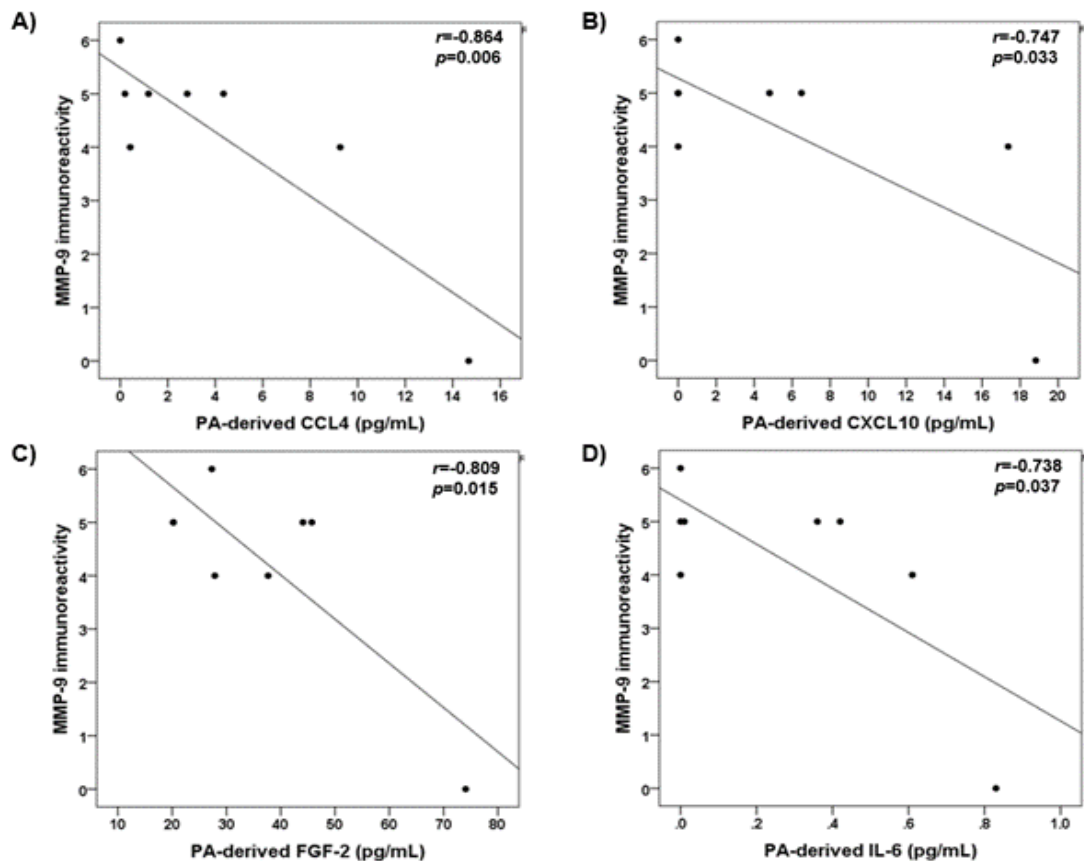 A)
r=-0.864
p=0.006
MMP-9 immunoreactivity
6
5
4
3
2
1
0
0 2 4 6 8 10 12 14 16
PA-derived CCL4 (pg/mL)
B)
r=-0.747
p=0.033
MMP-9 immunoreactivity
6
5
4
3
2
1
0
0 2 4 6 8 10 12 14 16 18 20
PA-derived CXCL10 (pg/mL)
C)
r=-0.809
p=0.015
MMP-9 immunoreactivity
6
5
4
3
2
1
0
10 20 30 40 50 60 70 80
PA-derived FGF-2 (pg/mL)
D)
r=-0.738
p=0.037
MMP-9 immunoreactivity
6
5
4
3
2
1
0
.0 .2 .4 .6 .8 1.0
PA-derived IL-6 (pg/mL)